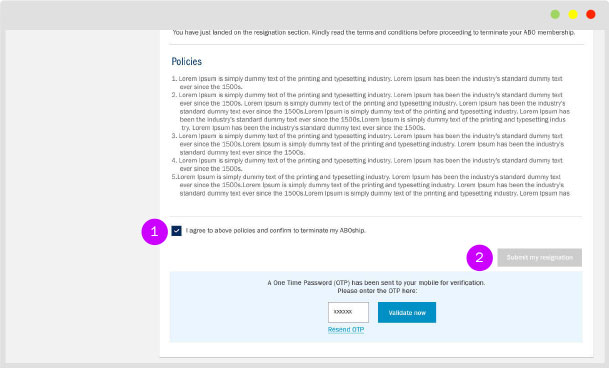 You have just landed on the resignation section. Kindly read the terms and conditions before proceeding to terminate your ABO membership.
Policies
1. Lorem Ipsum is simply dummy text of the printing and typesetting industry. Lorem Ipsum has been the industry's standard dummy text
ever since the 1500s.
2. Lorem Ipsum is simply dummy text of the printing and typesetting industry. Lorem Ipsum has been the industry's standard dummy text
ever since the 1500s. Lorem Ipsum is simply dummy text of the printing and typesetting industry. Lorem Ipsum has been the industry's
standard dummy text ever since the 1500s.Lorem Ipsum is simply dummy text of the printing and typesetting industry. Lorem Ipsum has
been the industry's standard dummy text ever since the 1500s.Lorem Ipsum is simply dummy text of the printing and typesetting indus
try. Lorem Ipsum has been the industry's standard dummy text ever since the 1500s.
3. Lorem Ipsum is simply dummy text of the printing and typesetting industry. Lorem Ipsum has been the industry's standard dummy text
ever since the 1500s.Lorem Ipsum is simply dummy text of the printing and typesetting industry. Lorem Ipsum has been the industry's
standard dummy text ever since the 1500s.
4. Lorem Ipsum is simply dummy text of the printing and typesetting industry. Lorem Ipsum has been the industry's standard dummy text
ever since the 1500s.
5.Lorem Ipsum is simply dummy text of the printing and typesetting industry. Lorem Ipsum has been the industry's standard dummy text
ever since the 1500s.Lorem Ipsum is simply dummy text of the printing and typesetting industry. Lorem Ipsum has been the industry's
standard dummy text ever since the 1500s.Lorem Ipsum is simply dummy text of the printing and typesetting industry. Lorem Ipsum has
1 I agree to above policies and confirm to terminate my ABOship.
2 Submit my resignation
A One Time Password (OTP) has been sent to your mobile for verification.
Please enter the OTP here:
xxxxxx Validate now
Resend OTP